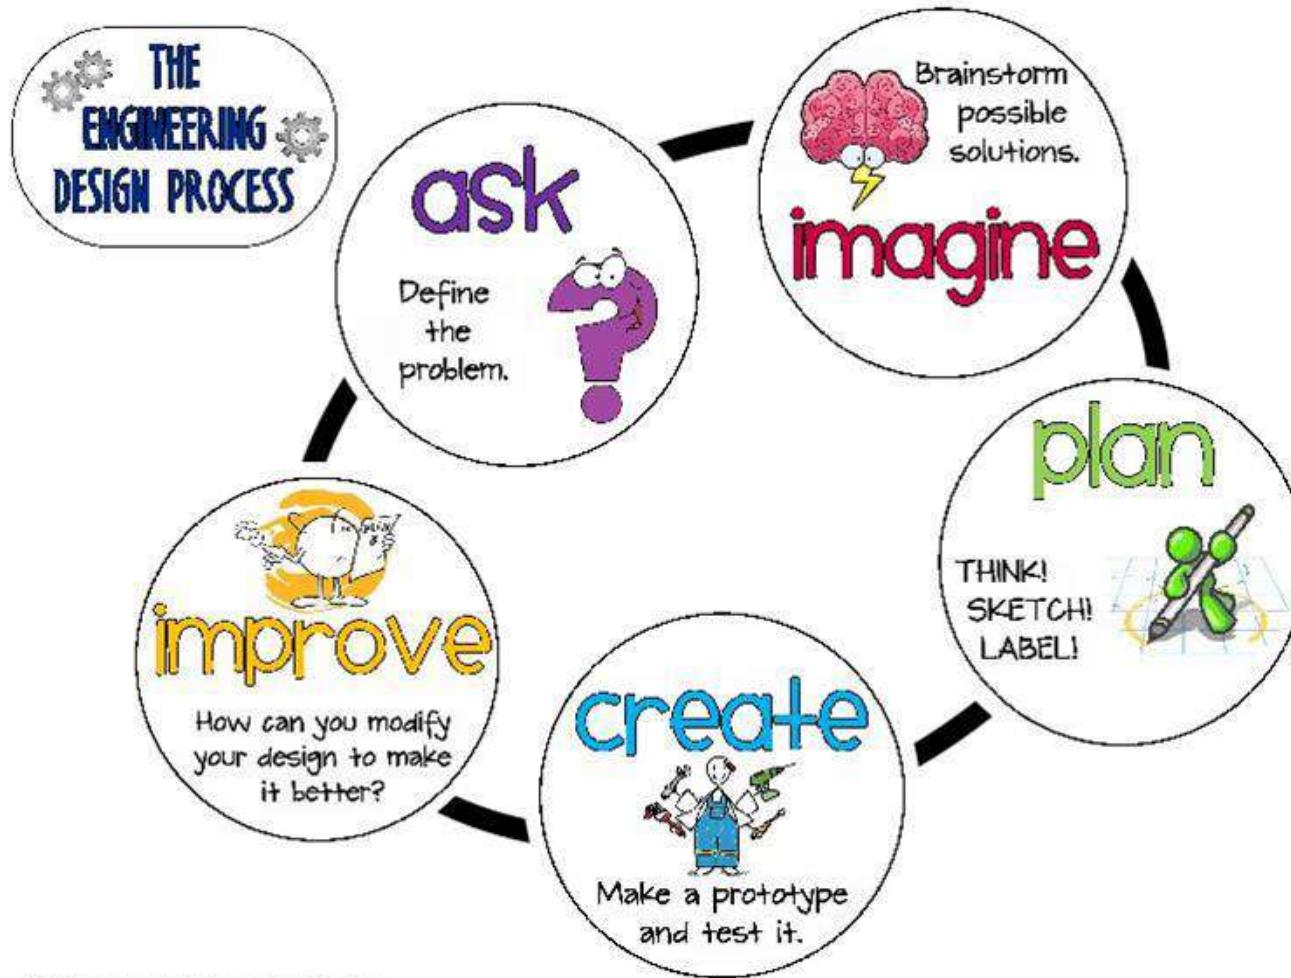 THE
ENGINEERING
DESIGN PROCESS
ask
Define
the
problem.
Brainstorm
possible
solutions.
imagine
plan
THINK!
SKETCH!
LABEL!
create
Make a prototype
and test it.
improve
How can you modify
your design to make
it better?